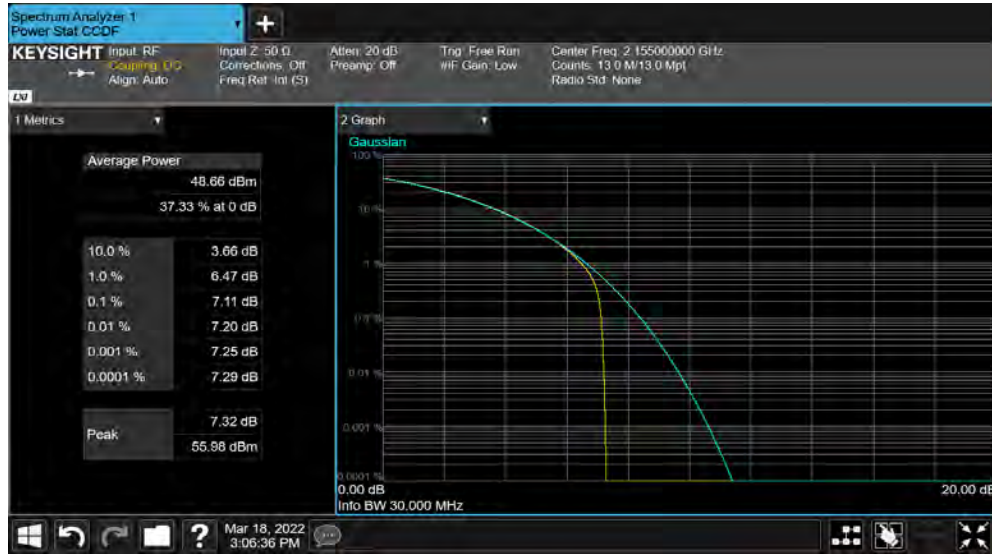 Spectrum Analyzer 1
Power Stat CCDF
KEYSIGHT
Input: RF
Coupling: DC
Align: Auto
Input Z: 50 Ω
Corrections: Off
Freq Ref: Int (S)
Atten: 20 dB
Preamp: Off
Trig: Free Run
#IF Gain: Low
Center Freq: 2.155000000 GHz
Counts: 13.0 M/13.0 Mpt
Radio Std: None
LXI
1 Metrics
Average Power
48.66 dBm
37.33 % at 0 dB
10.0 % 3.66 dB
1.0 % 6.47 dB
0.1 % 7.11 dB
0.01 % 7.20 dB
0.001 % 7.25 dB
0.0001 % 7.29 dB
Peak
7.32 dB
55.98 dBm
2 Graph
Gaussian
100 %
10 %
1 %
0.1 %
0.01 %
0.001 %
0.0001 %
0.00 dB 20.00 dB
Info BW 30.000 MHz
?
Mar 18, 2022
3:06:36 PM